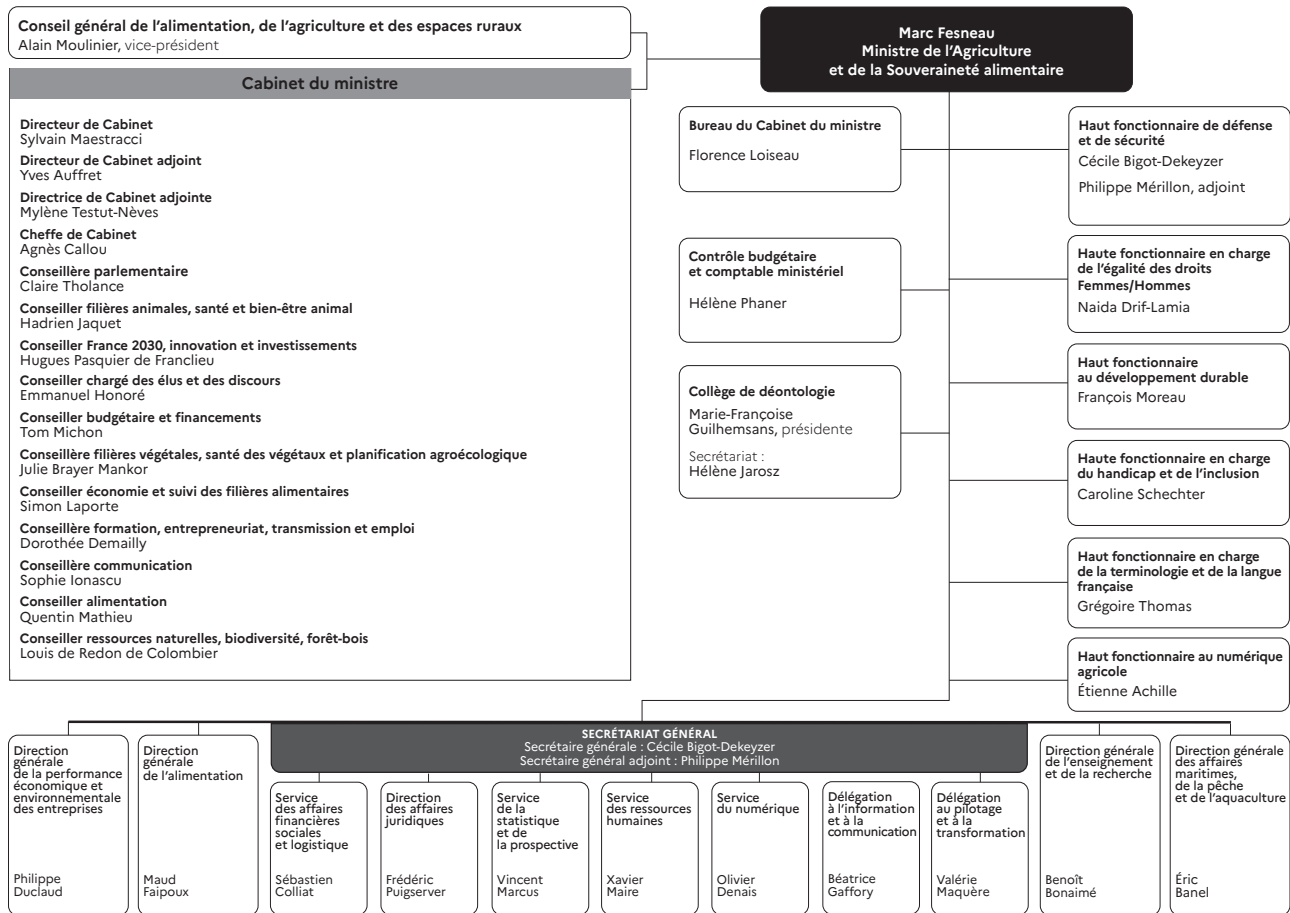 Conseil général de l'alimentation, de l'agriculture et des espaces ruraux
Alain Moulinier, vice-président
Marc Fesneau
Ministre de l'Agriculture
et de la Souveraineté alimentaire
Cabinet du ministre
Directeur de Cabinet
Sylvain Maestracci
Directeur de Cabinet adjoint
Yves Auffret
Directrice de Cabinet adjointe
Mylène Testut-Nèves
Cheffe de Cabinet
Agnès Callou
Conseillère parlementaire
Claire Tholance
Conseiller filières animales, santé et bien-être animal
Hadrien Jaquet
Conseiller France 2030, innovation et investissements
Hugues Pasquier de Franclieu
Conseiller chargé des élus et des discours
Emmanuel Honoré
Conseiller budgétaire et financements
Tom Michon
Conseillère filières végétales, santé des végétaux et planification agroécologique
Julie Brayer Mankor
Conseiller économie et suivi des filières alimentaires
Simon Laporte
Conseillère formation, entrepreneuriat, transmission et emploi
Dorothée Demailly
Conseillère communication
Sophie Ionascu
Conseiller alimentation
Quentin Mathieu
Conseiller ressources naturelles, biodiversité, forêt-bois
Louis de Redon de Colombier
Bureau du Cabinet du ministre
Florence Loiseau
Contrôle budgétaire
et comptable ministériel
Hélène Phaner
Collège de déontologie
Marie-Françoise
Guilhemsans, présidente
Secrétariat :
Hélène Jarosz
Haut fonctionnaire de défense
et de sécurité
Cécile Bigot-Dekeyzer
Philippe Mérillon, adjoint
Haute fonctionnaire en charge
de l'égalité des droits
Femmes/Hommes
Naida Drif-Lamia
Haut fonctionnaire
au développement durable
François Moreau
Haute fonctionnaire en charge
du handicap et de l'inclusion
Caroline Schechter
Haut fonctionnaire en charge
de la terminologie et de la langue
française
Grégoire Thomas
Haut fonctionnaire au numérique
agricole
Étienne Achille
SECRÉTARIAT GÉNÉRAL
Secrétaire générale : Cécile Bigot-Dekeyzer
Secrétaire général adjoint : Philippe Mérillon
Direction
générale
de la performance
économique et
environnementale
des entreprises
Philippe
Duclaud
Direction
générale
de l'alimentation
Maud
Faipoux
Service
des affaires
financières
sociales
et logistique
Sébastien
Colliat
Direction
des affaires
juridiques
Frédéric
Puigserver
Service
de la
statistique
et de
la prospective
Vincent
Marcus
Service
des ressources
humaines
Xavier
Maire
Service
du numérique
Olivier
Denais
Délégation
à l'information
et à la
communication
Béatrice
Gaffory
Délégation
au pilotage
et à la
transformation
Valérie
Maquère
Direction générale
de l'enseignement
et de la recherche
Benoît
Bonaimé
Direction générale
des affaires
maritimes,
de la pêche
et de l'aquaculture
Éric
Banel